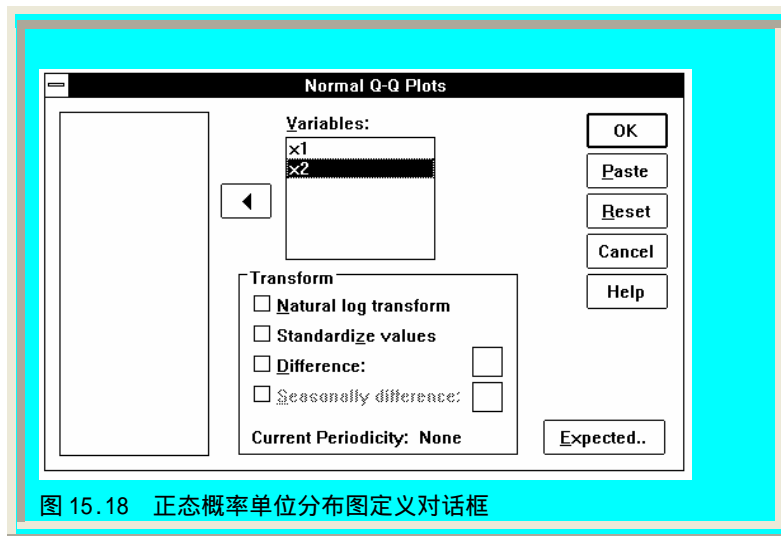 Normal Q-Q Plots
Variables:
x1
x2
OK
Paste
Reset
Cancel
Help
Transform
Natural log transform
Standardize values
Difference:
Seasonally difference:
Current Periodicity: None
Expected..
图 15.18 正态概率单位分布图定义对话框